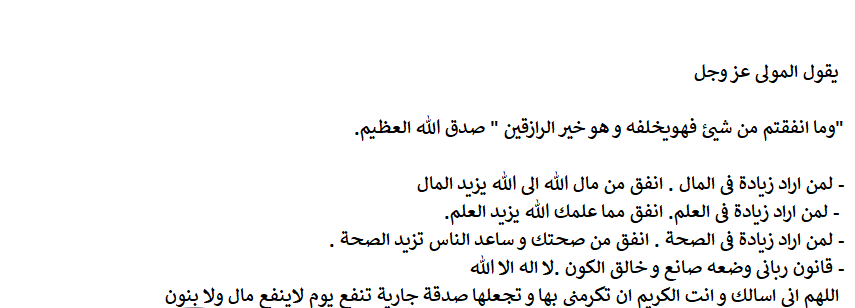 يقول المولى عز وجل
"وما انفقتم من شيئ فهويخلفه و هو خير الرازقين " صدق الله العظيم.
- لمن اراد زيادة فى المال . انفق من مال الله الى الله يزيد المال
- لمن اراد زيادة فى العلم. انفق مما علمك الله يزيد العلم.
- لمن اراد زيادة فى الصحة . انفق من صحتك و ساعد الناس تزيد الصحة .
- قانون ربانى وضعه صانع و خالق الكون .لا اله الا الله
اللهم انى اسالك و انت الكريم ان تكرمنى بها و تجعلها صدقة جارية تنفع يوم لاينفع مال ولا بنون